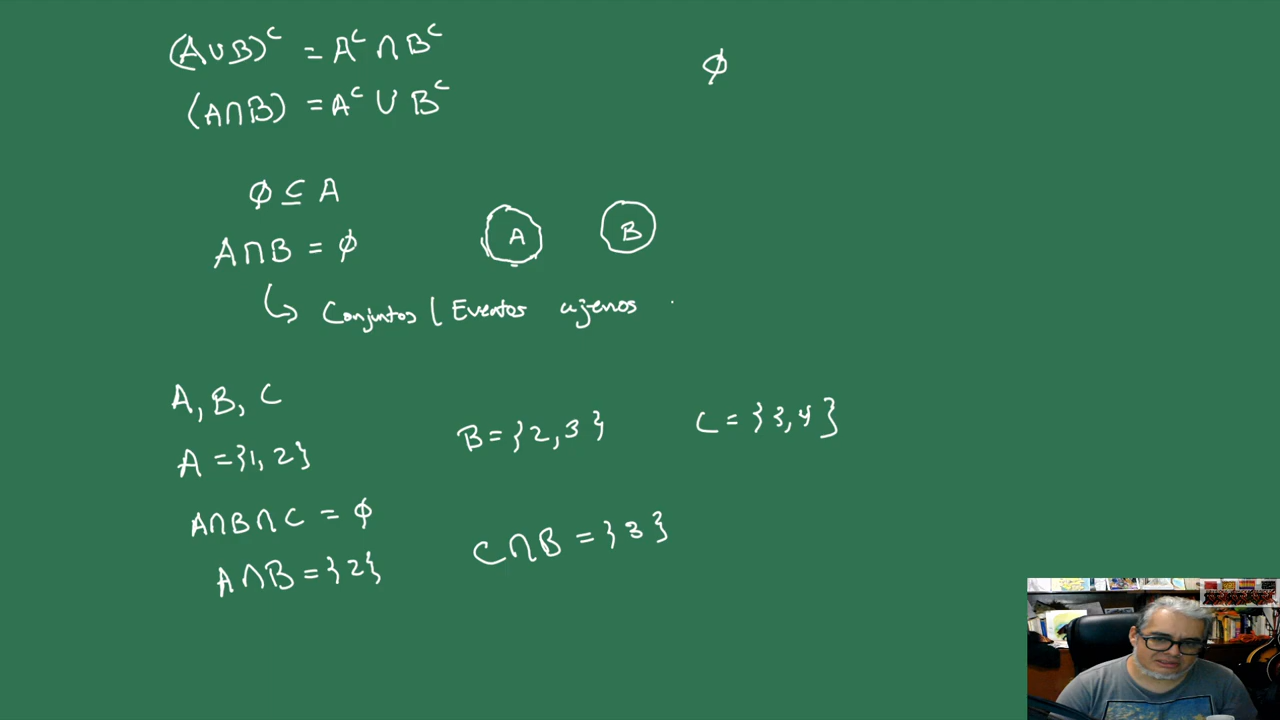 (A∪B)ᶜ = Aᶜ ∩ Bᶜ
∅
(A∩B) = Aᶜ ∪ Bᶜ
∅ ⊆ A
A∩B = ∅
A B
↳ Conjuntos | Eventos ajenos
A, B, C
A = {1, 2} B = {2, 3} C = {3, 4}
A∩B∩C = ∅
A∩B = {2} C∩B = {3}